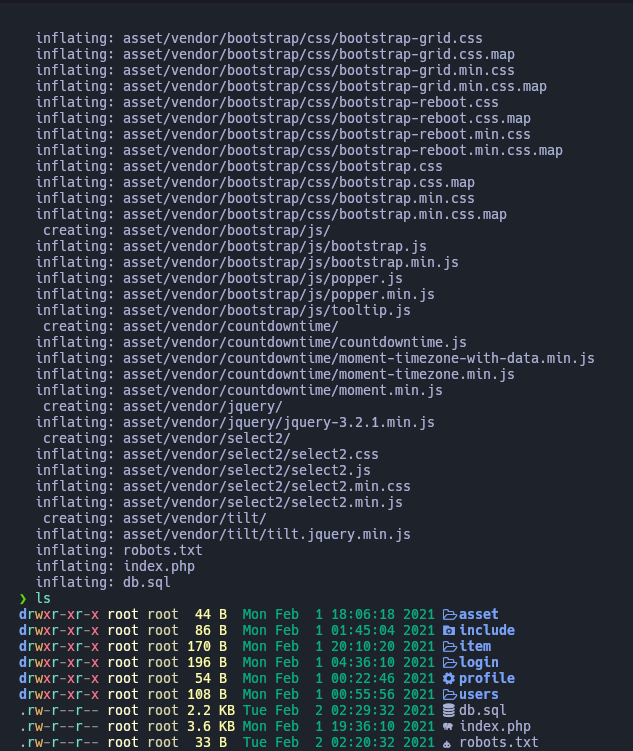 inflating: asset/vendor/bootstrap/css/bootstrap-grid.css
inflating: asset/vendor/bootstrap/css/bootstrap-grid.css.map
inflating: asset/vendor/bootstrap/css/bootstrap-grid.min.css
inflating: asset/vendor/bootstrap/css/bootstrap-grid.min.css.map
inflating: asset/vendor/bootstrap/css/bootstrap-reboot.css
inflating: asset/vendor/bootstrap/css/bootstrap-reboot.css.map
inflating: asset/vendor/bootstrap/css/bootstrap-reboot.min.css
inflating: asset/vendor/bootstrap/css/bootstrap-reboot.min.css.map
inflating: asset/vendor/bootstrap/css/bootstrap.css
inflating: asset/vendor/bootstrap/css/bootstrap.css.map
inflating: asset/vendor/bootstrap/css/bootstrap.min.css
inflating: asset/vendor/bootstrap/css/bootstrap.min.css.map
creating: asset/vendor/bootstrap/js/
inflating: asset/vendor/bootstrap/js/bootstrap.js
inflating: asset/vendor/bootstrap/js/bootstrap.min.js
inflating: asset/vendor/bootstrap/js/popper.js
inflating: asset/vendor/bootstrap/js/popper.min.js
inflating: asset/vendor/bootstrap/js/tooltip.js
creating: asset/vendor/countdowntime/
inflating: asset/vendor/countdowntime/countdowntime.js
inflating: asset/vendor/countdowntime/moment-timezone-with-data.min.js
inflating: asset/vendor/countdowntime/moment-timezone.min.js
inflating: asset/vendor/countdowntime/moment.min.js
creating: asset/vendor/jquery/
inflating: asset/vendor/jquery/jquery-3.2.1.min.js
creating: asset/vendor/select2/
inflating: asset/vendor/select2/select2.css
inflating: asset/vendor/select2/select2.js
inflating: asset/vendor/select2/select2.min.css
inflating: asset/vendor/select2/select2.min.js
creating: asset/vendor/tilt/
inflating: asset/vendor/tilt/tilt.jquery.min.js
inflating: robots.txt
inflating: index.php
inflating: db.sql
❯ ls
drwxr-xr-x root root 44 B Mon Feb 1 18:06:18 2021 asset
drwxr-xr-x root root 86 B Mon Feb 1 01:45:04 2021 include
drwxr-xr-x root root 170 B Mon Feb 1 20:10:20 2021 item
drwxr-xr-x root root 196 B Mon Feb 1 04:36:10 2021 login
drwxr-xr-x root root 54 B Mon Feb 1 00:22:46 2021 profile
drwxr-xr-x root root 108 B Mon Feb 1 00:55:56 2021 users
.rw-r--r-- root root 2.2 KB Tue Feb 2 02:29:32 2021 db.sql
.rw-r--r-- root root 3.6 KB Mon Feb 1 19:36:10 2021 index.php
.rw-r--r-- root root 33 B Tue Feb 2 02:20:32 2021 robots.txt